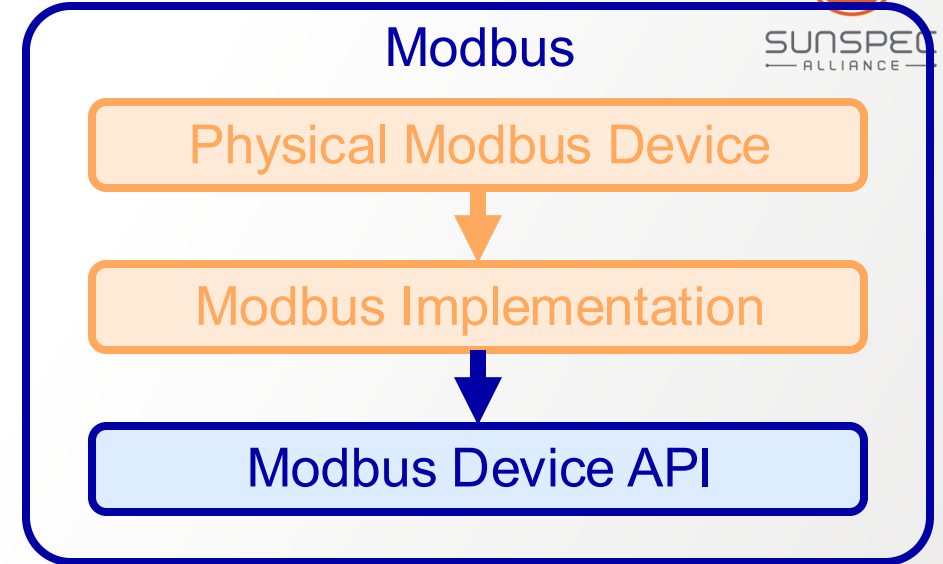 Modbus
SUNSPEC
ALLIANCE
Physical Modbus Device
Modbus Implementation
Modbus Device API